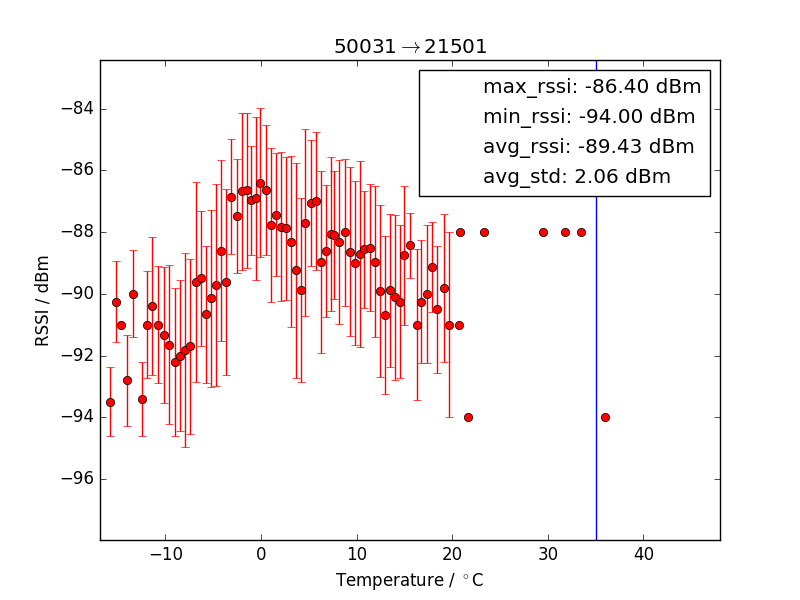 50031→21501
max_rssi: -86.40 dBm
min_rssi: -94.00 dBm
avg_rssi: -89.43 dBm
avg_std: 2.06 dBm
RSSI / dBm
−84
−86
−88
−90
−92
−94
−96
−10 0 10 20 30 40
Temperature / °C